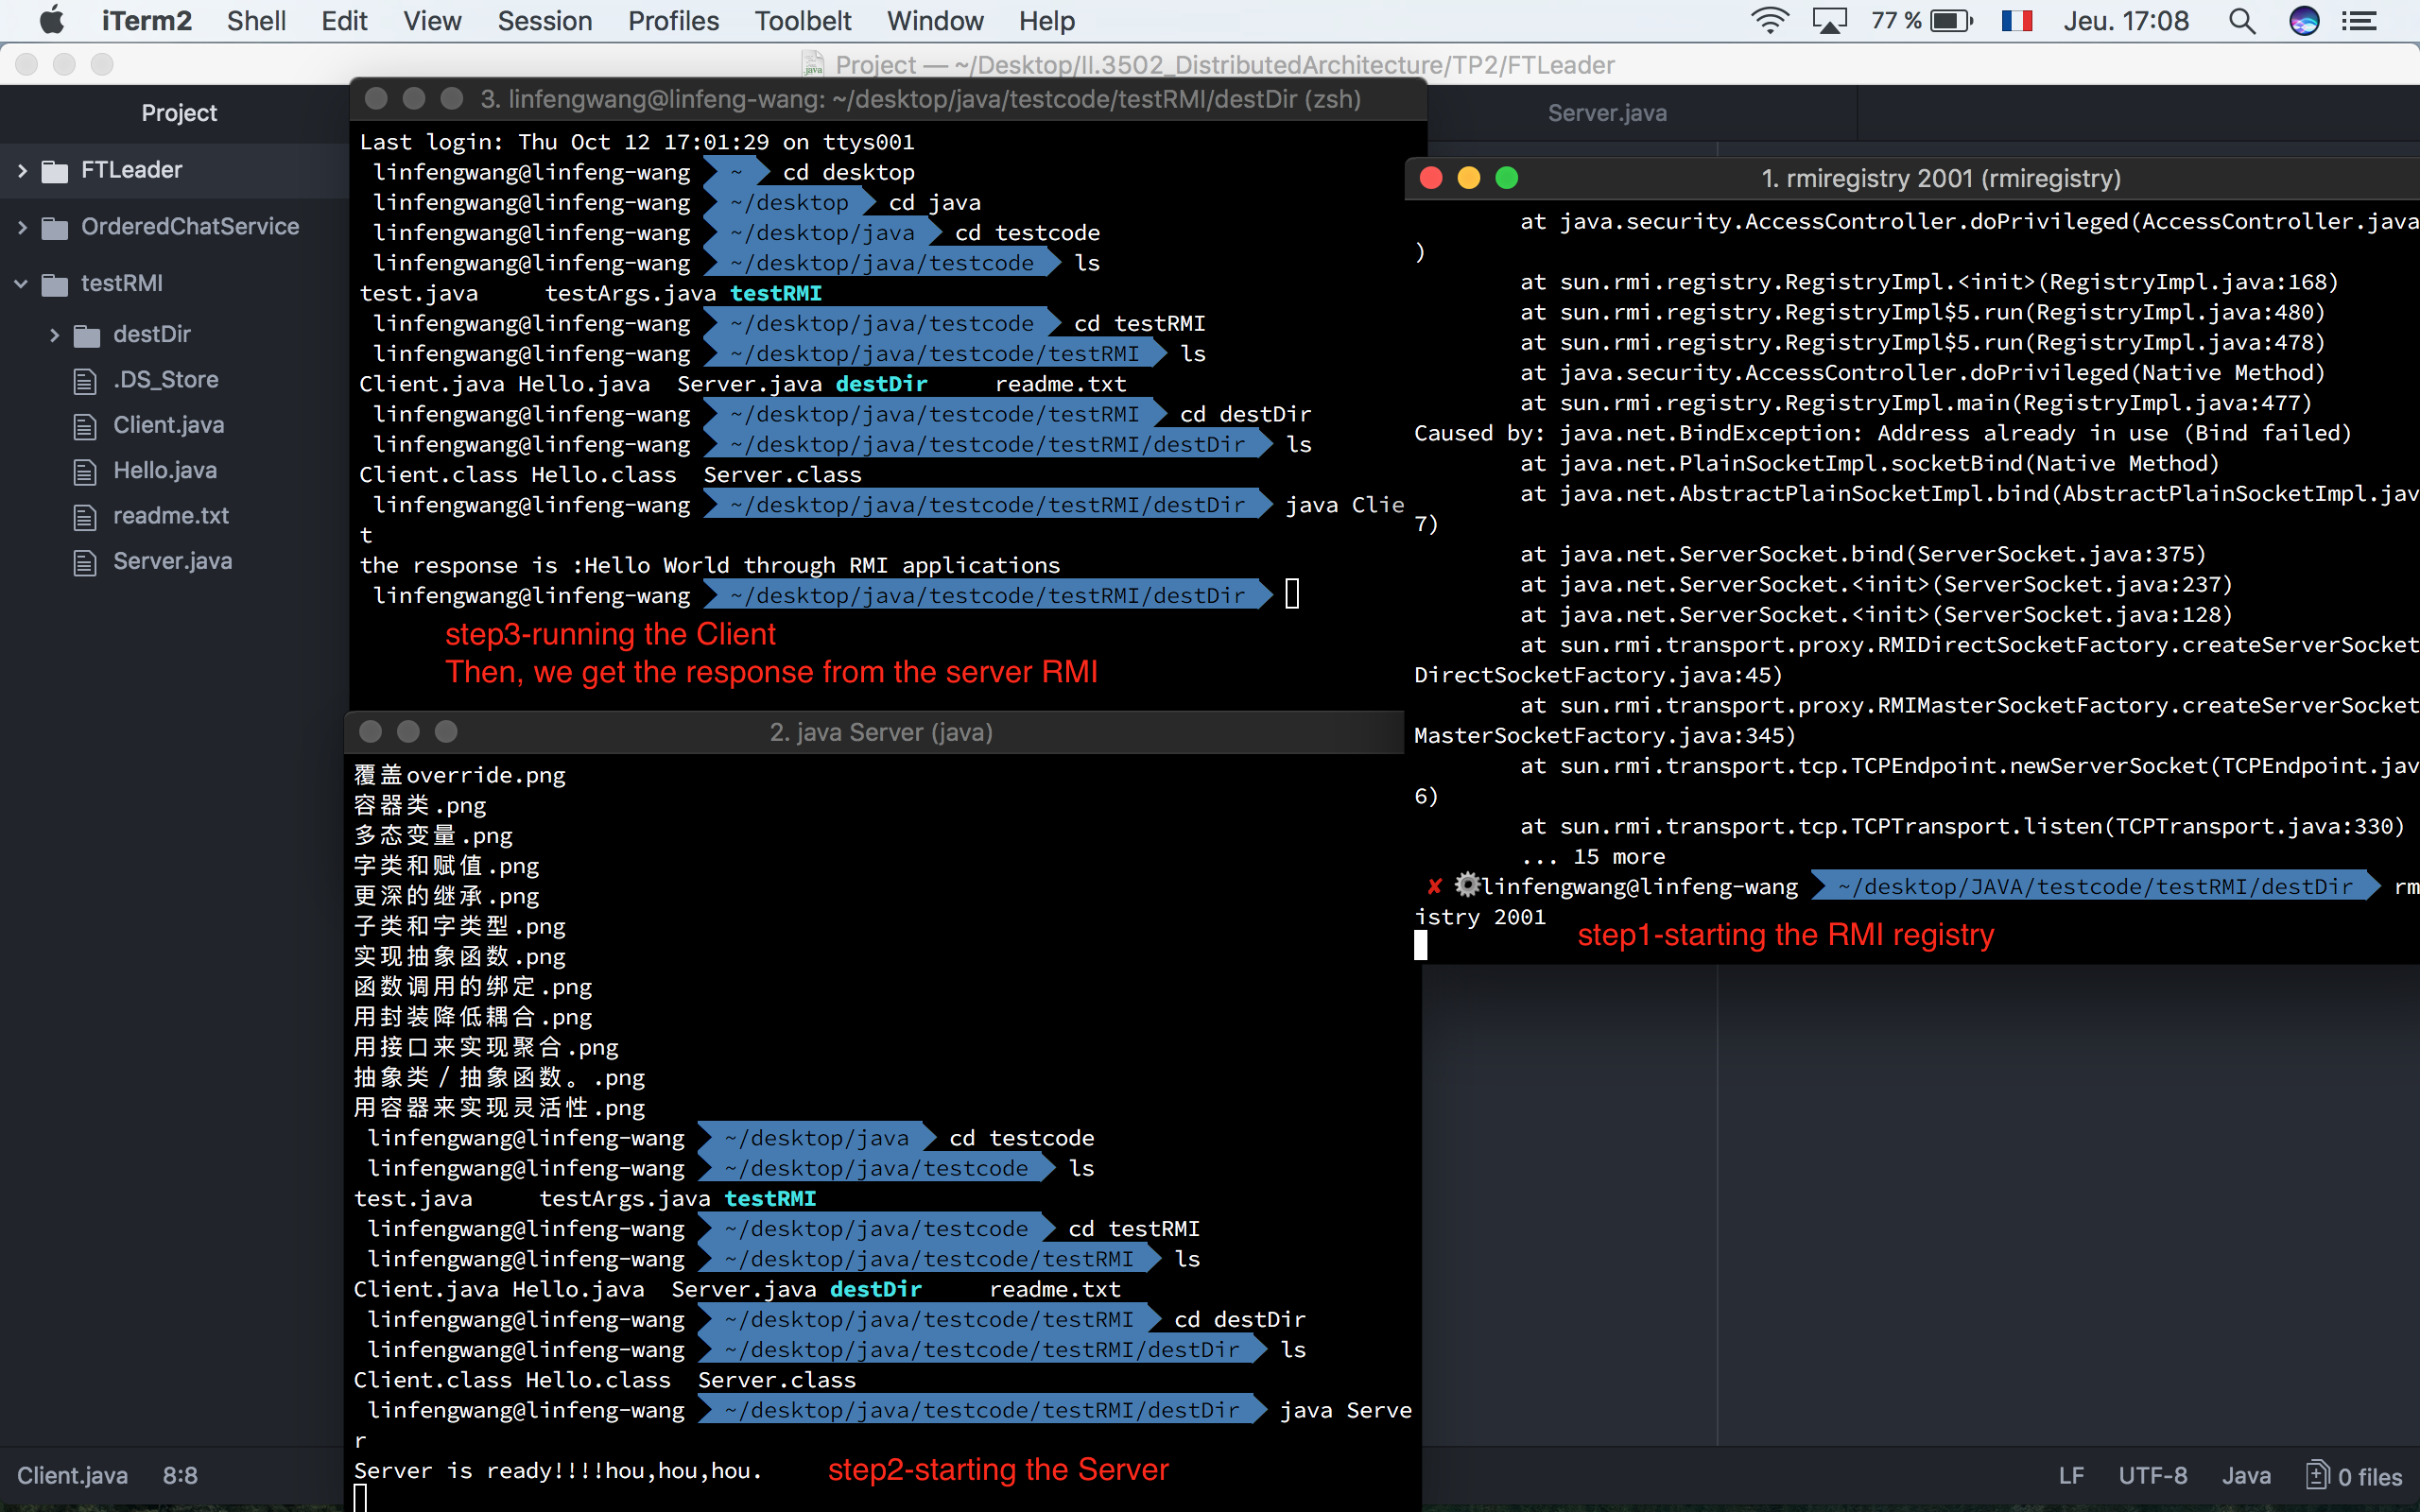 iTerm2 Shell Edit View Session Profiles Toolbelt Window Help 77 % Jeu. 17:08
Project — ~/Desktop/II.3502_DistributedArchitecture/TP2/FTLeader
Project
FTLeader
OrderedChatService
testRMI
destDir
.DS_Store
Client.java
Hello.java
readme.txt
Server.java
3. linfengwang@linfeng-wang: ~/desktop/java/testcode/testRMI/destDir (zsh)
Last login: Thu Oct 12 17:01:29 on ttys001
linfengwang@linfeng-wang ~ cd desktop
linfengwang@linfeng-wang ~/desktop cd java
linfengwang@linfeng-wang ~/desktop/java cd testcode
linfengwang@linfeng-wang ~/desktop/java/testcode ls
test.java testArgs.java testRMI
linfengwang@linfeng-wang ~/desktop/java/testcode cd testRMI
linfengwang@linfeng-wang ~/desktop/java/testcode/testRMI ls
Client.java Hello.java Server.java destDir readme.txt
linfengwang@linfeng-wang ~/desktop/java/testcode/testRMI cd destDir
linfengwang@linfeng-wang ~/desktop/java/testcode/testRMI/destDir ls
Client.class Hello.class Server.class
linfengwang@linfeng-wang ~/desktop/java/testcode/testRMI/destDir java Clie
t
the response is :Hello World through RMI applications
linfengwang@linfeng-wang ~/desktop/java/testcode/testRMI/destDir
step3-running the Client
Then, we get the response from the server RMI
2. java Server (java)
覆盖override.png
容器类.png
多态变量.png
字类和赋值.png
更深的继承.png
子类和字类型.png
实现抽象函数.png
函数调用的绑定.png
用封装降低耦合.png
用接口来实现聚合.png
抽象类／抽象函数。.png
用容器来实现灵活性.png
linfengwang@linfeng-wang ~/desktop/java cd testcode
linfengwang@linfeng-wang ~/desktop/java/testcode ls
test.java testArgs.java testRMI
linfengwang@linfeng-wang ~/desktop/java/testcode cd testRMI
linfengwang@linfeng-wang ~/desktop/java/testcode/testRMI ls
Client.java Hello.java Server.java destDir readme.txt
linfengwang@linfeng-wang ~/desktop/java/testcode/testRMI cd destDir
linfengwang@linfeng-wang ~/desktop/java/testcode/testRMI/destDir ls
Client.class Hello.class Server.class
linfengwang@linfeng-wang ~/desktop/java/testcode/testRMI/destDir java Serve
r
Server is ready!!!!hou,hou,hou.
step2-starting the Server
Server.java
1. rmiregistry 2001 (rmiregistry)
at java.security.AccessController.doPrivileged(AccessController.java
)
at sun.rmi.registry.RegistryImpl.<init>(RegistryImpl.java:168)
at sun.rmi.registry.RegistryImpl$5.run(RegistryImpl.java:480)
at sun.rmi.registry.RegistryImpl$5.run(RegistryImpl.java:478)
at java.security.AccessController.doPrivileged(Native Method)
at sun.rmi.registry.RegistryImpl.main(RegistryImpl.java:477)
Caused by: java.net.BindException: Address already in use (Bind failed)
at java.net.PlainSocketImpl.socketBind(Native Method)
at java.net.AbstractPlainSocketImpl.bind(AbstractPlainSocketImpl.jav
7)
at java.net.ServerSocket.bind(ServerSocket.java:375)
at java.net.ServerSocket.<init>(ServerSocket.java:237)
at java.net.ServerSocket.<init>(ServerSocket.java:128)
at sun.rmi.transport.proxy.RMIDirectSocketFactory.createServerSocket
DirectSocketFactory.java:45)
at sun.rmi.transport.proxy.RMIMasterSocketFactory.createServerSocket
MasterSocketFactory.java:345)
at sun.rmi.transport.tcp.TCPEndpoint.newServerSocket(TCPEndpoint.jav
6)
at sun.rmi.transport.tcp.TCPTransport.listen(TCPTransport.java:330)
... 15 more
✘ ⚙linfengwang@linfeng-wang ~/desktop/JAVA/testcode/testRMI/destDir rm
istry 2001
step1-starting the RMI registry
Client.java 8:8 LF UTF-8 Java 0 files